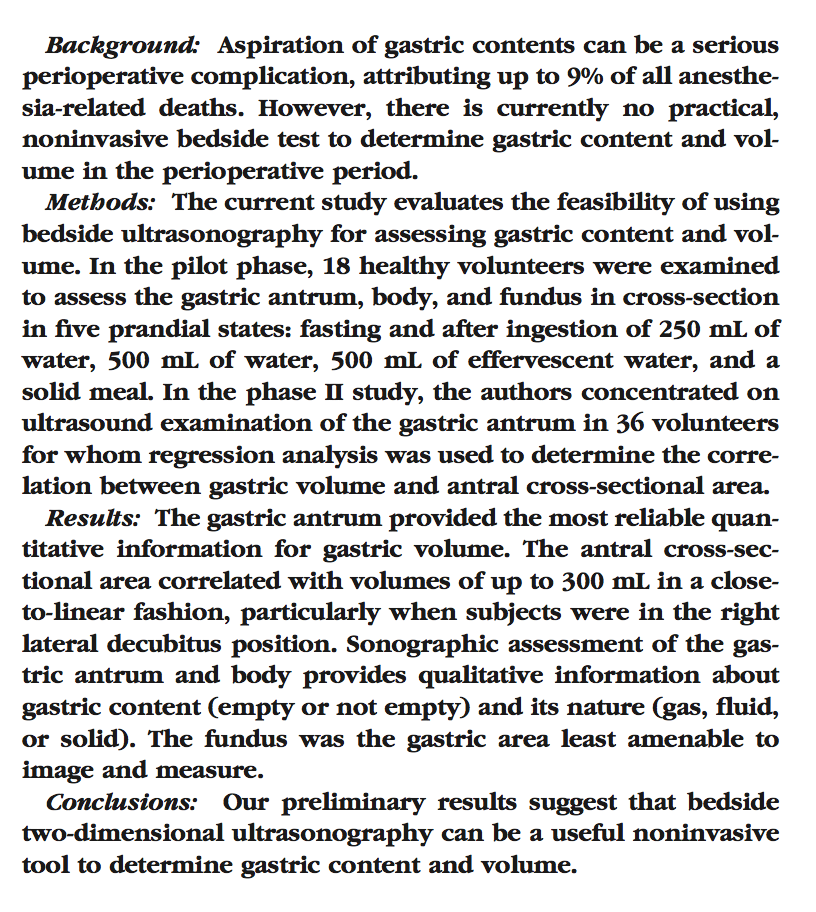 Background: Aspiration of gastric contents can be a serious
perioperative complication, attributing up to 9% of all anesthe-
sia-related deaths. However, there is currently no practical,
noninvasive bedside test to determine gastric content and vol-
ume in the perioperative period.
Methods: The current study evaluates the feasibility of using
bedside ultrasonography for assessing gastric content and vol-
ume. In the pilot phase, 18 healthy volunteers were examined
to assess the gastric antrum, body, and fundus in cross-section
in five prandial states: fasting and after ingestion of 250 mL of
water, 500 mL of water, 500 mL of effervescent water, and a
solid meal. In the phase II study, the authors concentrated on
ultrasound examination of the gastric antrum in 36 volunteers
for whom regression analysis was used to determine the corre-
lation between gastric volume and antral cross-sectional area.
Results: The gastric antrum provided the most reliable quan-
titative information for gastric volume. The antral cross-sec-
tional area correlated with volumes of up to 300 mL in a close-
to-linear fashion, particularly when subjects were in the right
lateral decubitus position. Sonographic assessment of the gas-
tric antrum and body provides qualitative information about
gastric content (empty or not empty) and its nature (gas, fluid,
or solid). The fundus was the gastric area least amenable to
image and measure.
Conclusions: Our preliminary results suggest that bedside
two-dimensional ultrasonography can be a useful noninvasive
tool to determine gastric content and volume.